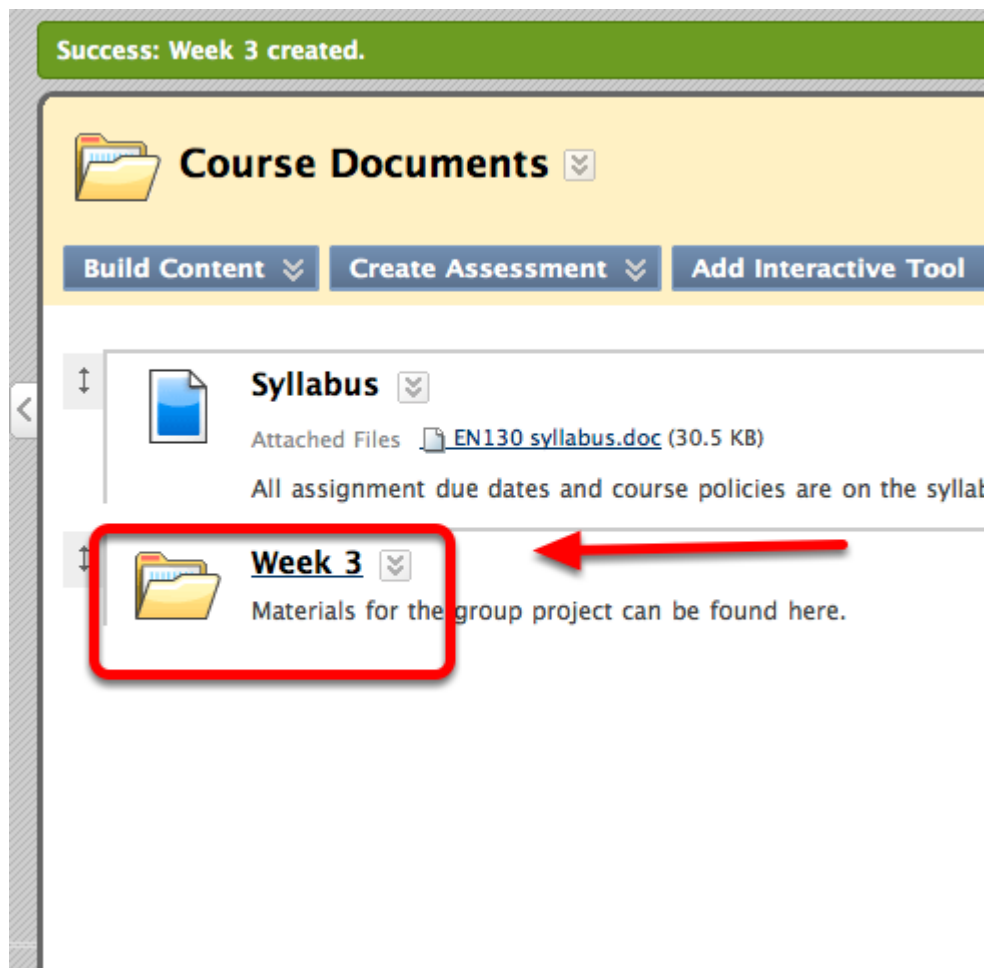 Success: Week 3 created.
Course Documents
Build Content Create Assessment Add Interactive Tool
Syllabus
Attached Files EN130 syllabus.doc (30.5 KB)
All assignment due dates and course policies are on the syllab
Week 3
Materials for the group project can be found here.